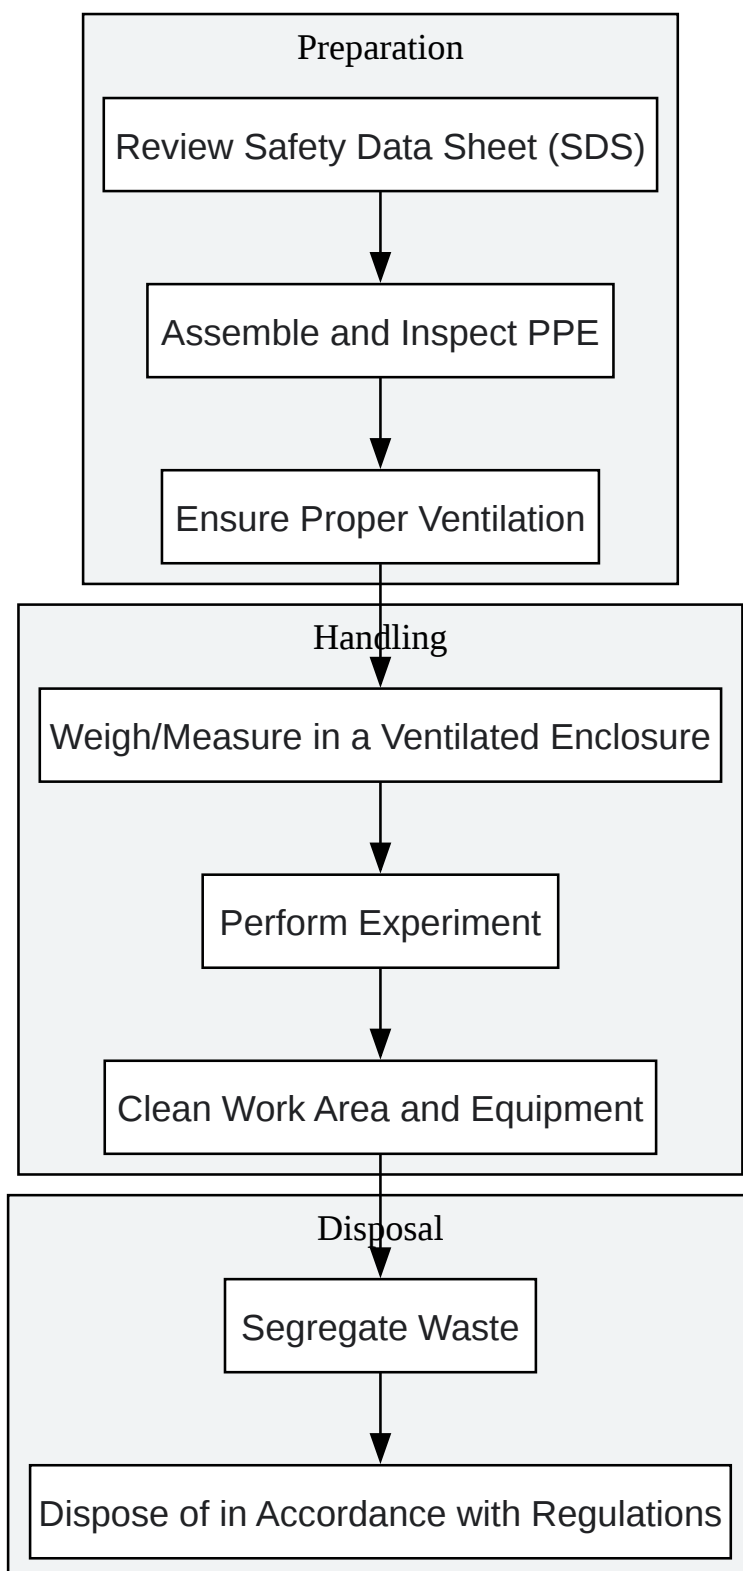 Preparation
Review Safety Data Sheet (SDS)
Assemble and Inspect PPE
Ensure Proper Ventilation
Handling
Weigh/Measure in a Ventilated Enclosure
Perform Experiment
Clean Work Area and Equipment
Disposal
Segregate Waste
Dispose of in Accordance with Regulations